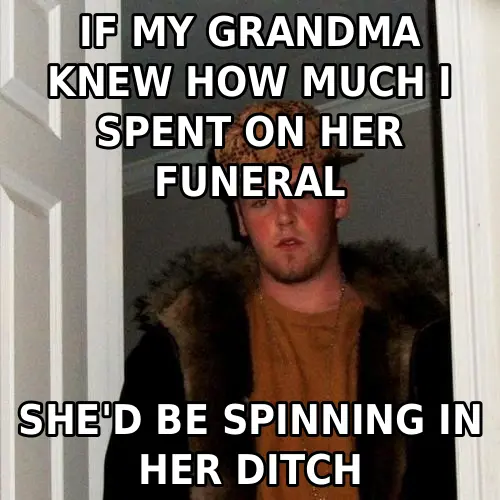 IF MY GRANDMA
KNEW HOW MUCH I
SPENT ON HER
FUNERAL
SHE'D BE SPINNING IN
HER DITCH